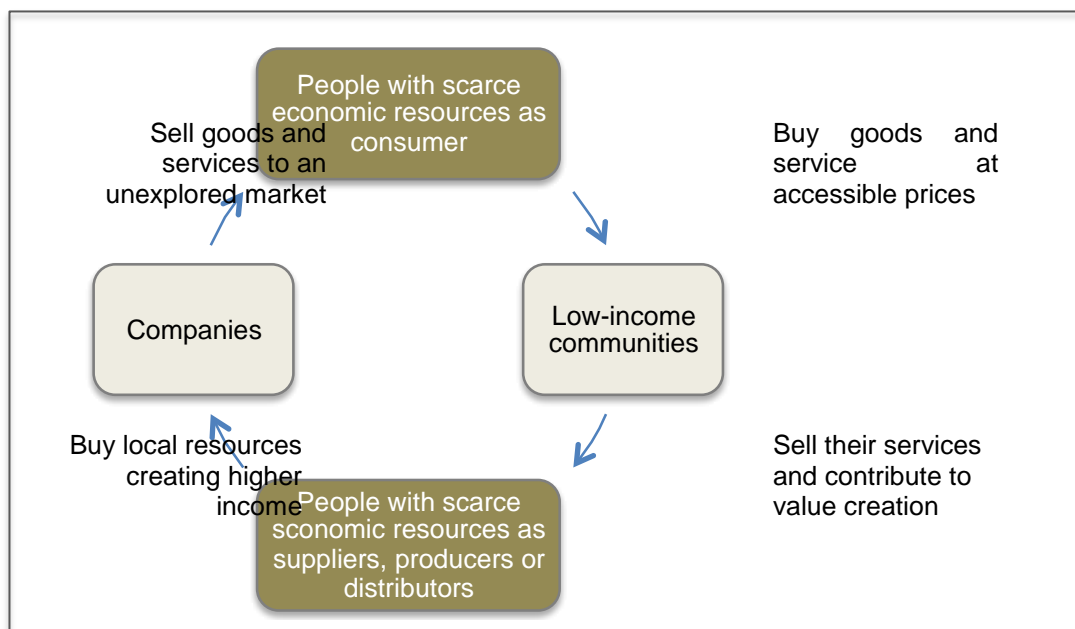 People with scarce
economic resources as
consumer
Sell goods and
services to an
unexplored market
Buy goods and
service at
accessible prices
Companies
Low-income
communities
Buy local resources
creating higher
income
People with scarce
sconomic resources as
suppliers, producers or
distributors
Sell their services
and contribute to
value creation